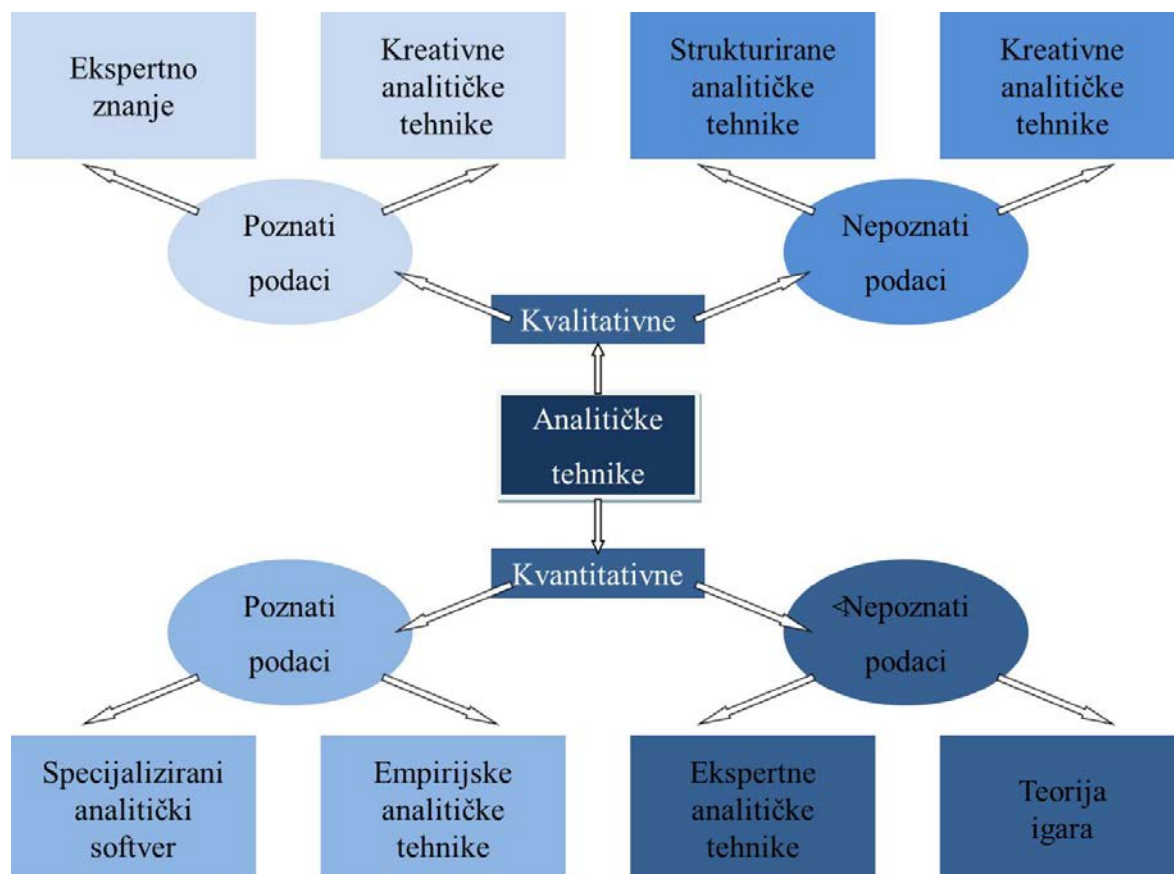 Ekspertno
znanje
Kreativne
analitičke
tehnike
Strukturirane
analitičke
tehnike
Kreativne
analitičke
tehnike
Poznati
podaci
Nepoznati
podaci
Kvalitativne
Analitičke
tehnike
Kvantitativne
Poznati
podaci
<Nepoznati
podaci
Specijalizirani
analitički
softver
Empirijske
analitičke
tehnike
Ekspertne
analitičke
tehnike
Teorija
igara